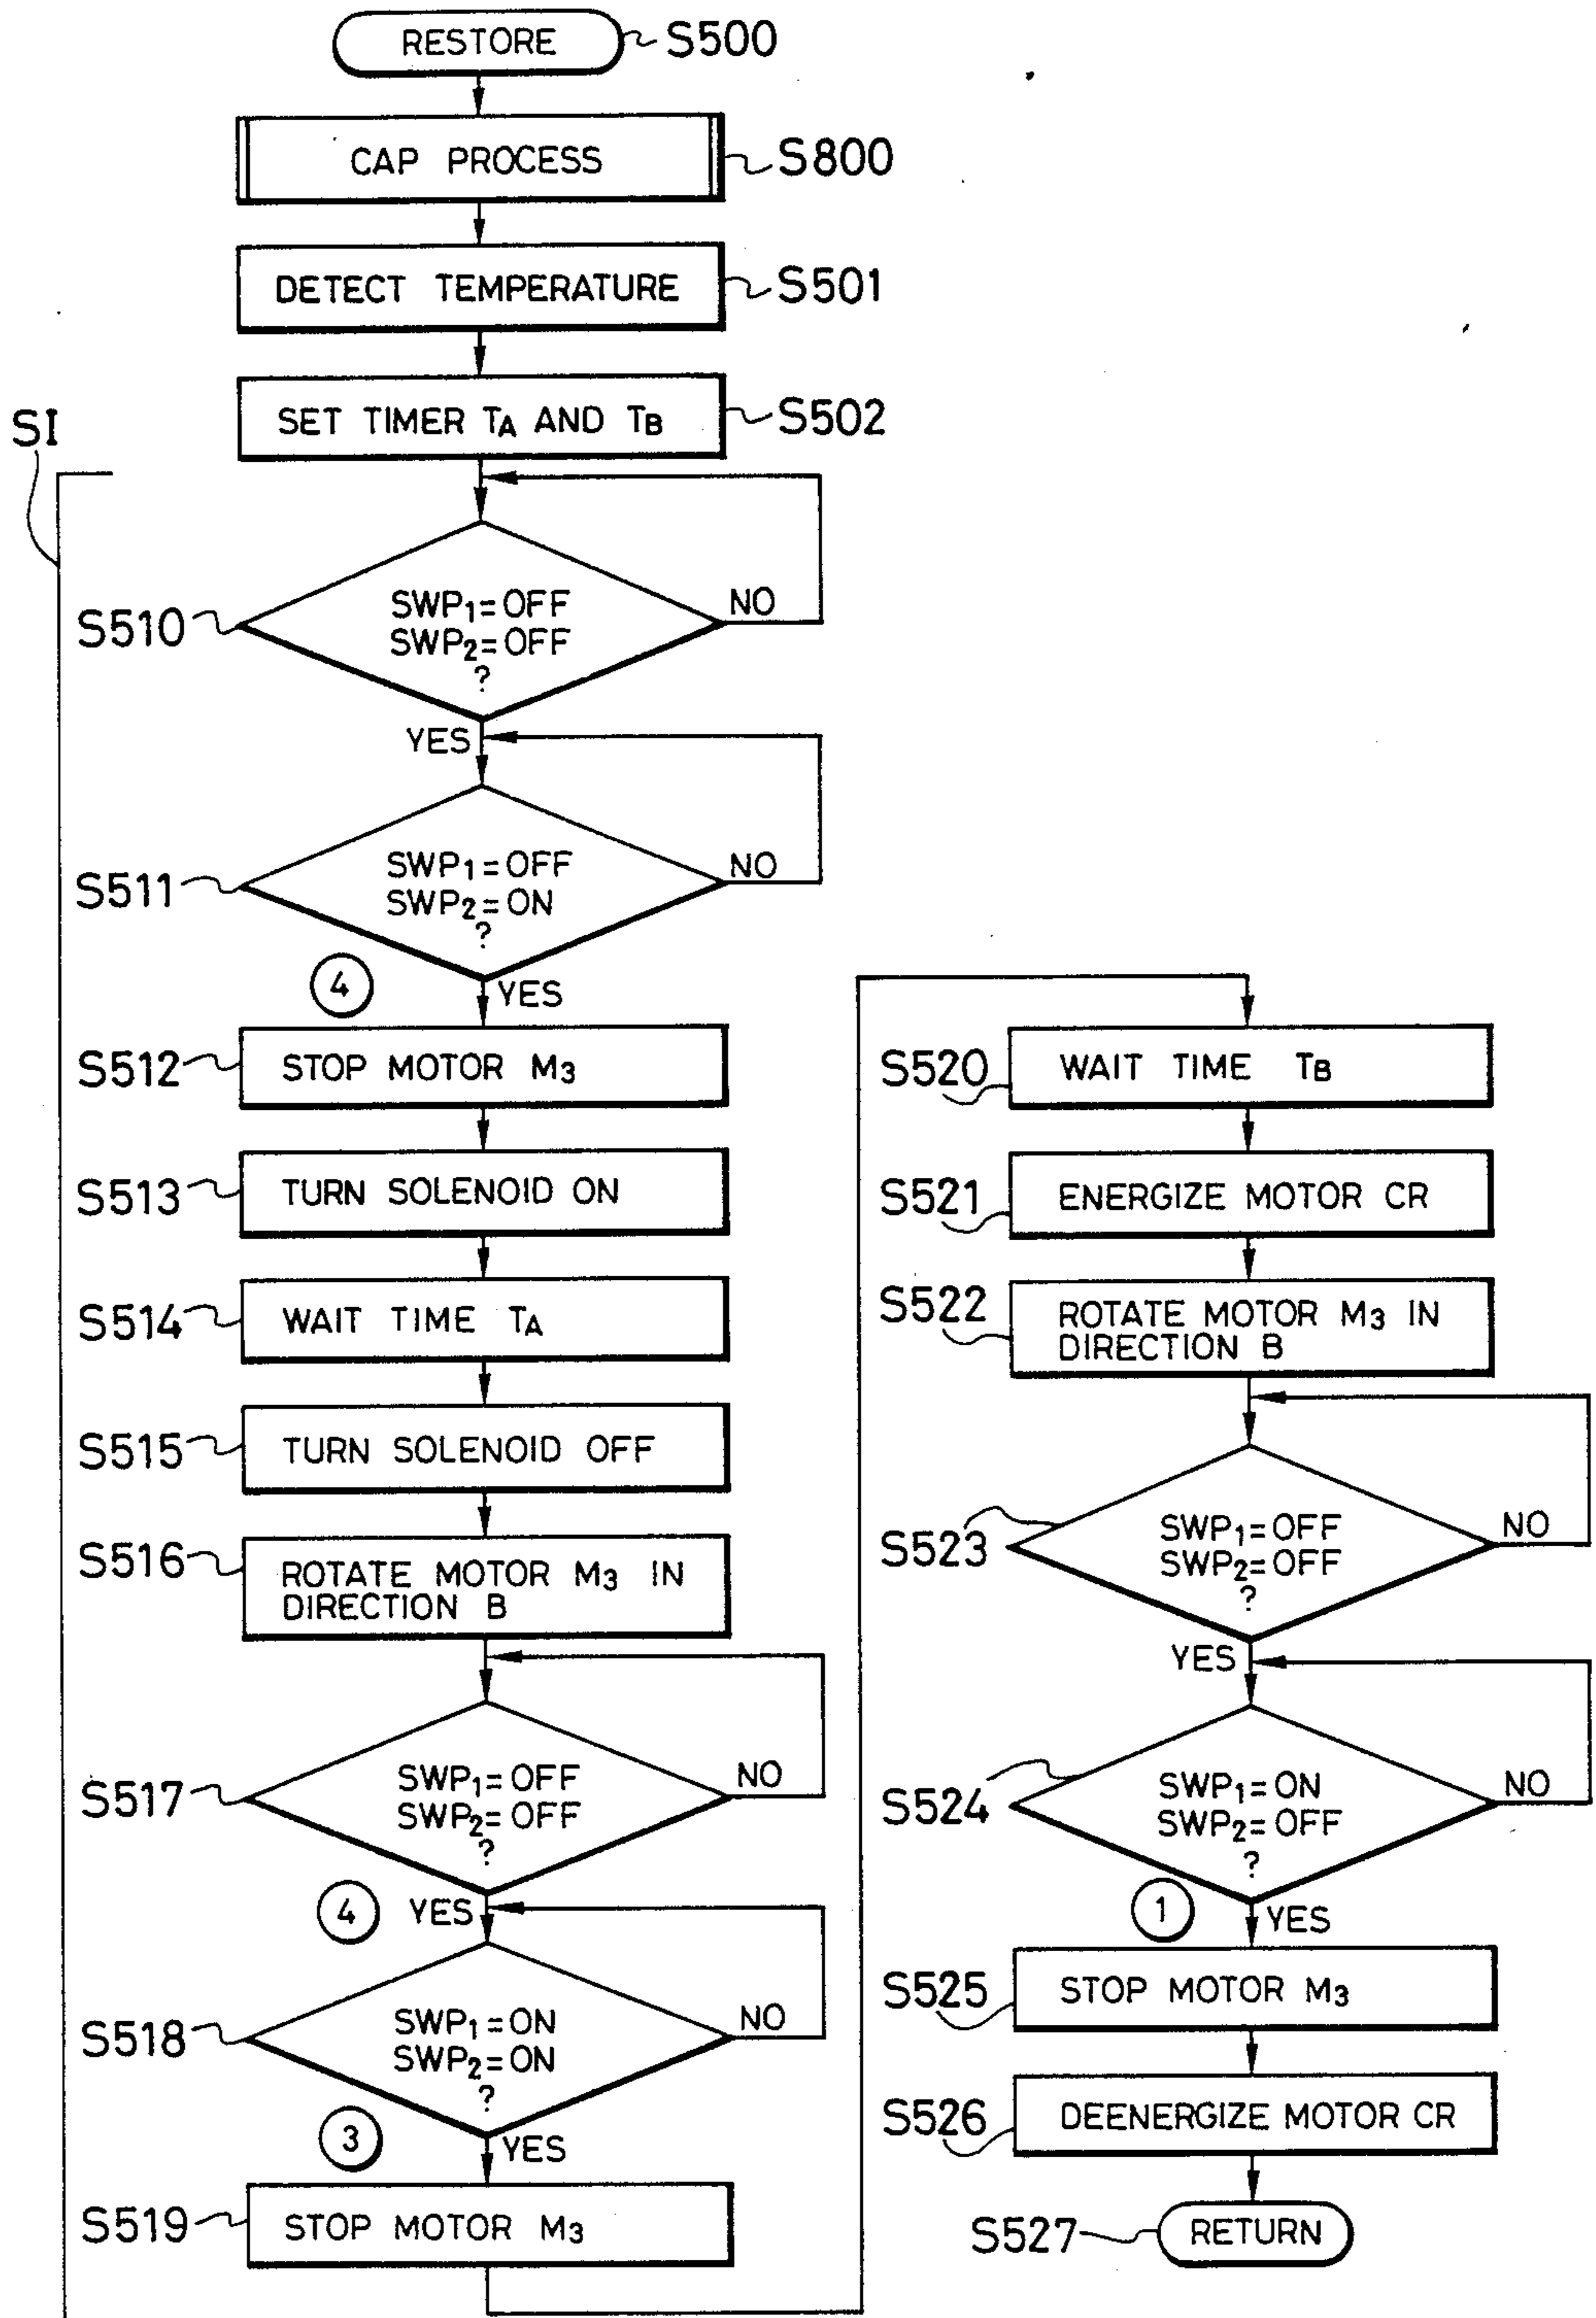 RESTORE S500
CAP PROCESS S800
DETECT TEMPERATURE S501
SET TIMER TA AND TB S502
SI
S510
SWP1=OFF
SWP2=OFF
?
NO
YES
S511
SWP1=OFF
SWP2=ON
?
NO
4
YES
S512 STOP MOTOR M3
S513 TURN SOLENOID ON
S514 WAIT TIME TA
S515 TURN SOLENOID OFF
S516 ROTATE MOTOR M3 IN
DIRECTION B
S517
SWP1=OFF
SWP2=OFF
?
NO
4
YES
S518
SWP1=ON
SWP2=ON
?
NO
3
YES
S519 STOP MOTOR M3
S520 WAIT TIME TB
S521 ENERGIZE MOTOR CR
S522 ROTATE MOTOR M3 IN
DIRECTION B
S523
SWP1=OFF
SWP2=OFF
?
NO
YES
S524
SWP1=ON
SWP2=OFF
?
NO
1
YES
S525 STOP MOTOR M3
S526 DEENERGIZE MOTOR CR
S527 RETURN